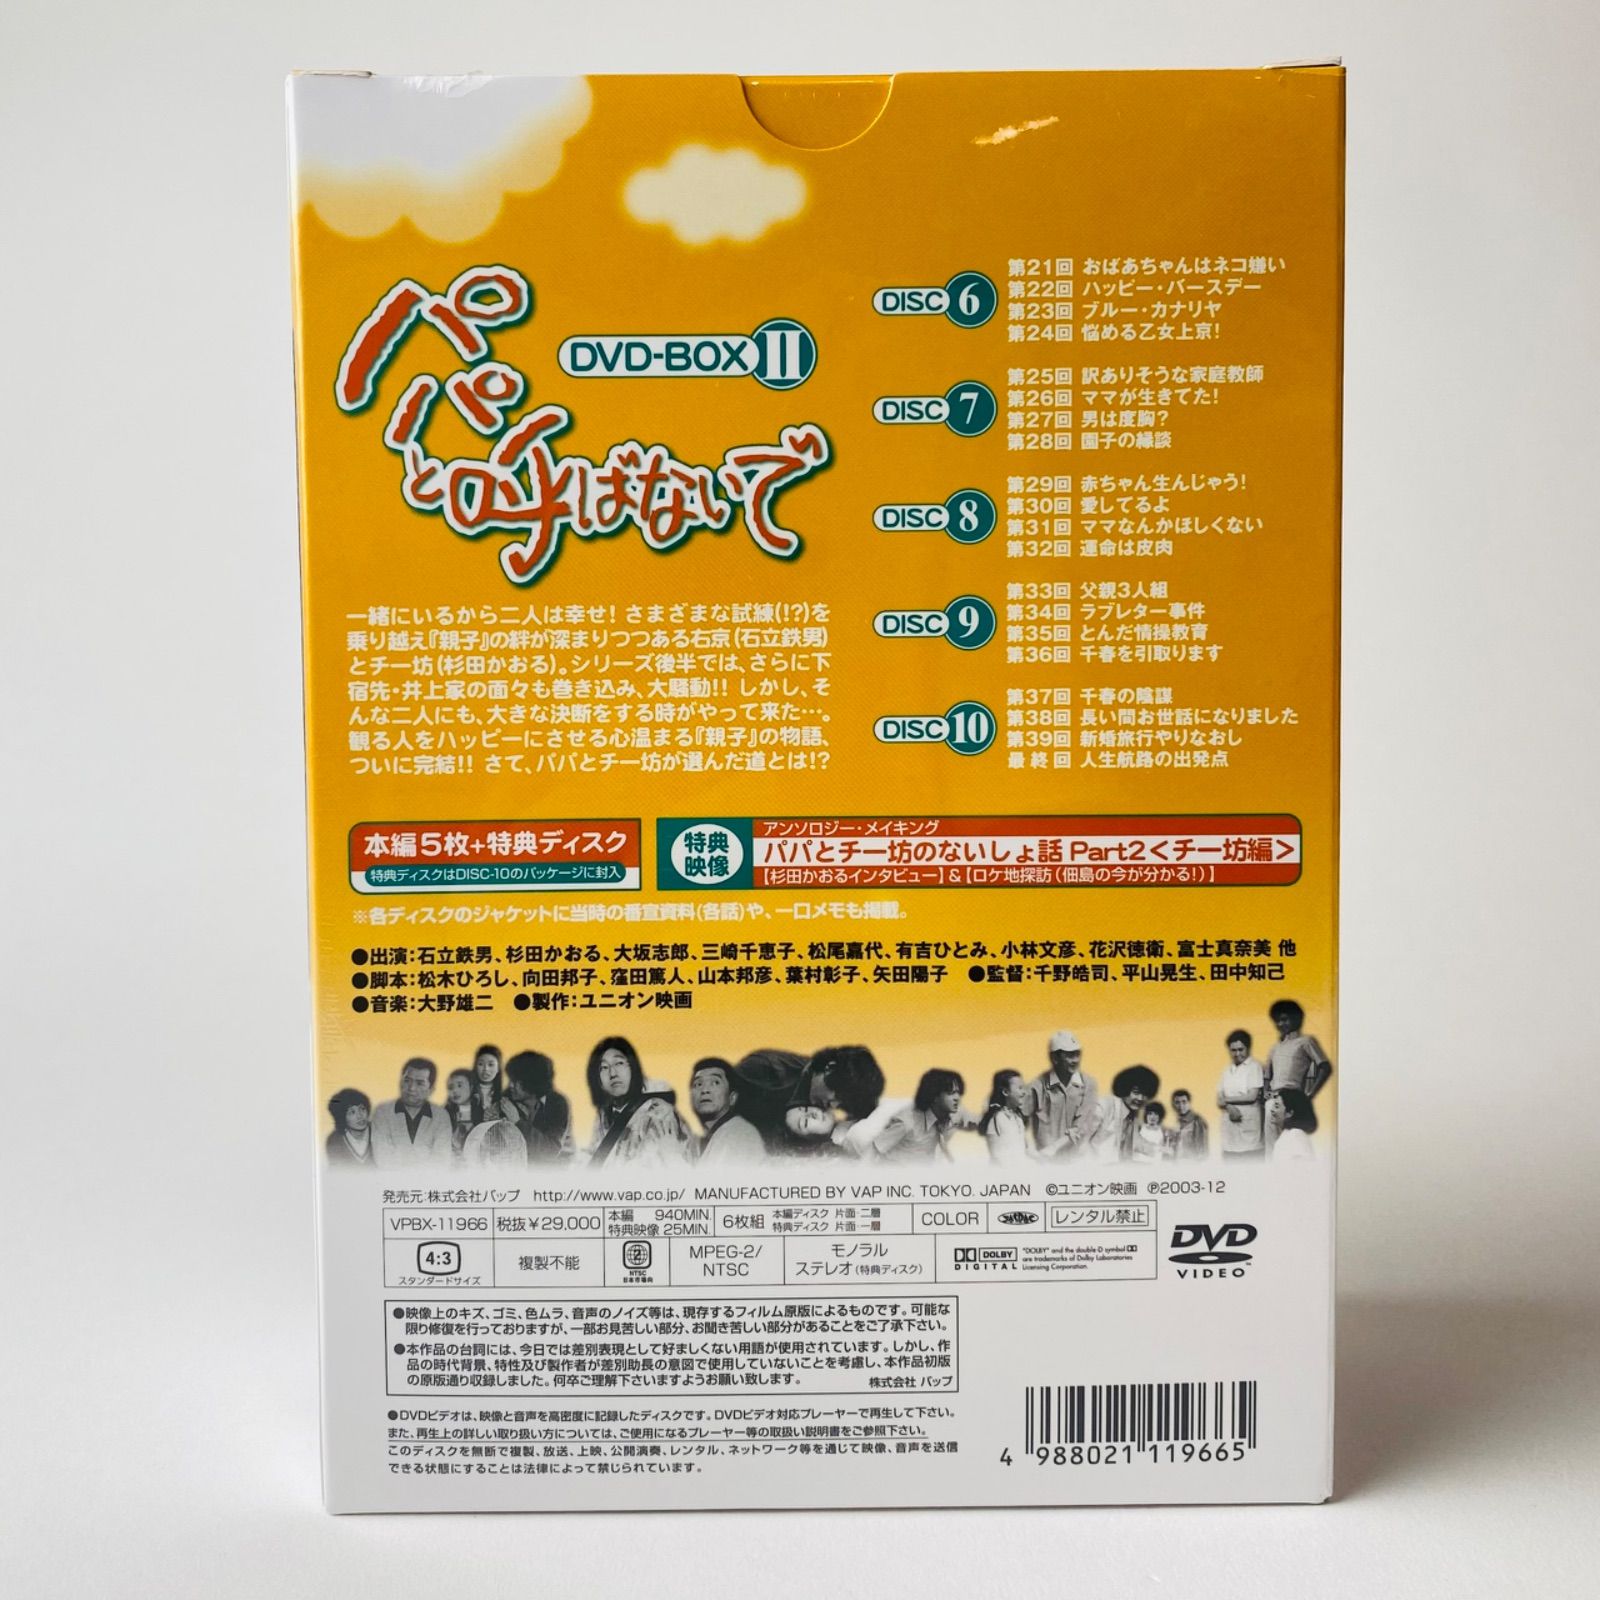 パパと呼ばないで
DVD-BOX II
一緒にいるから二人は幸せ! さまざまな試練(!?)を
乗り越え『親子』の絆が深まりつつある右京(石立鉄男)
とチー坊(杉田かおる)。シリーズ後半では、さらに下
宿先・井上家の面々も巻き込み、大騒動!! しかし、そ
んな二人にも、大きな決断をする時がやって来た…。
観る人をハッピーにさせる心温まる『親子』の物語、
ついに完結!! さて、パパとチー坊が選んだ道とは!?
DISC 6
第21回 おばあちゃんはネコ嫌い
第22回 ハッピー・バースデー
第23回 ブルー・カナリヤ
第24回 悩める乙女上京!
DISC 7
第25回 訳ありそうな家庭教師
第26回 ママが生きてた!
第27回 男は度胸?
第28回 園子の縁談
DISC 8
第29回 赤ちゃん生んじゃう!
第30回 愛してるよ
第31回 ママなんかほしくない
第32回 運命は皮肉
DISC 9
第33回 父親3人組
第34回 ラブレター事件
第35回 とんだ情操教育
第36回 千春を引取ります
DISC 10
第37回 千春の陰謀
第38回 長い間お世話になりました
第39回 新婚旅行やりなおし
最終回 人生航路の出発点
本編5枚+特典ディスク
特典ディスクはDISC-10のパッケージに封入
特典映像
アンソロジー・メイキング
パパとチー坊のないしょ話 Part2<チー坊編>
【杉田かおるインタビュー】&【ロケ地探訪(佃島の今が分かる!)】
※各ディスクのジャケットに当時の番宣資料(各話)や、一口メモも掲載。
●出演:石立鉄男、杉田かおる、大坂志郎、三崎千恵子、松尾嘉代、有吉ひとみ、小林文彦、花沢徳衛、富士真奈美 他
●脚本:松木ひろし、向田邦子、窪田篤人、山本邦彦、葉村彰子、矢田陽子 ●監督:千野皓司、平山晃生、田中知己
●音楽:大野雄二 ●製作:ユニオン映画
発売元:株式会社バップ http://www.vap.co.jp/ MANUFACTURED BY VAP INC. TOKYO. JAPAN ©ユニオン映画 ℗2003-12
VPBX-11966 税抜¥29,000 本編 940MIN. 特典映像 25MIN. 6枚組 本編ディスク 片面・二層 特典ディスク 片面・一層 COLOR レンタル禁止
4:3 スタンダードサイズ 複製不能 2 NTSC 日本市場向 MPEG-2/NTSC モノラル ステレオ(特典ディスク) DOLBY DIGITAL "DOLBY" and the double-D symbol are trademarks of Dolby Laboratories Licensing Corporation.
DVD VIDEO
●映像上のキズ、ゴミ、色ムラ、音声のノイズ等は、現存するフィルム原版によるものです。可能な
限り修復を行っておりますが、一部お見苦しい部分、お聞き苦しい部分があることをご了承下さい。
●本作品の台詞には、今日では差別表現として好ましくない用語が使用されています。しかし、作
品の時代背景、特性及び製作者が差別助長の意図で使用していないことを考慮し、本作品初版
の原版通り収録しました。何卒ご理解下さいますようお願い致します。 株式会社 バップ
●DVDビデオは、映像と音声を高密度に記録したディスクです。DVDビデオ対応プレーヤーで再生して下さい。
また、再生上の詳しい取り扱い方については、ご使用になるプレーヤー等の取扱い説明書をご参照下さい。
このディスクを無断で複製、放送、上映、公開演奏、レンタル、ネットワーク等を通じて映像、音声を送信
できる状態にすることは法律によって禁じられています。
4 988021 119665